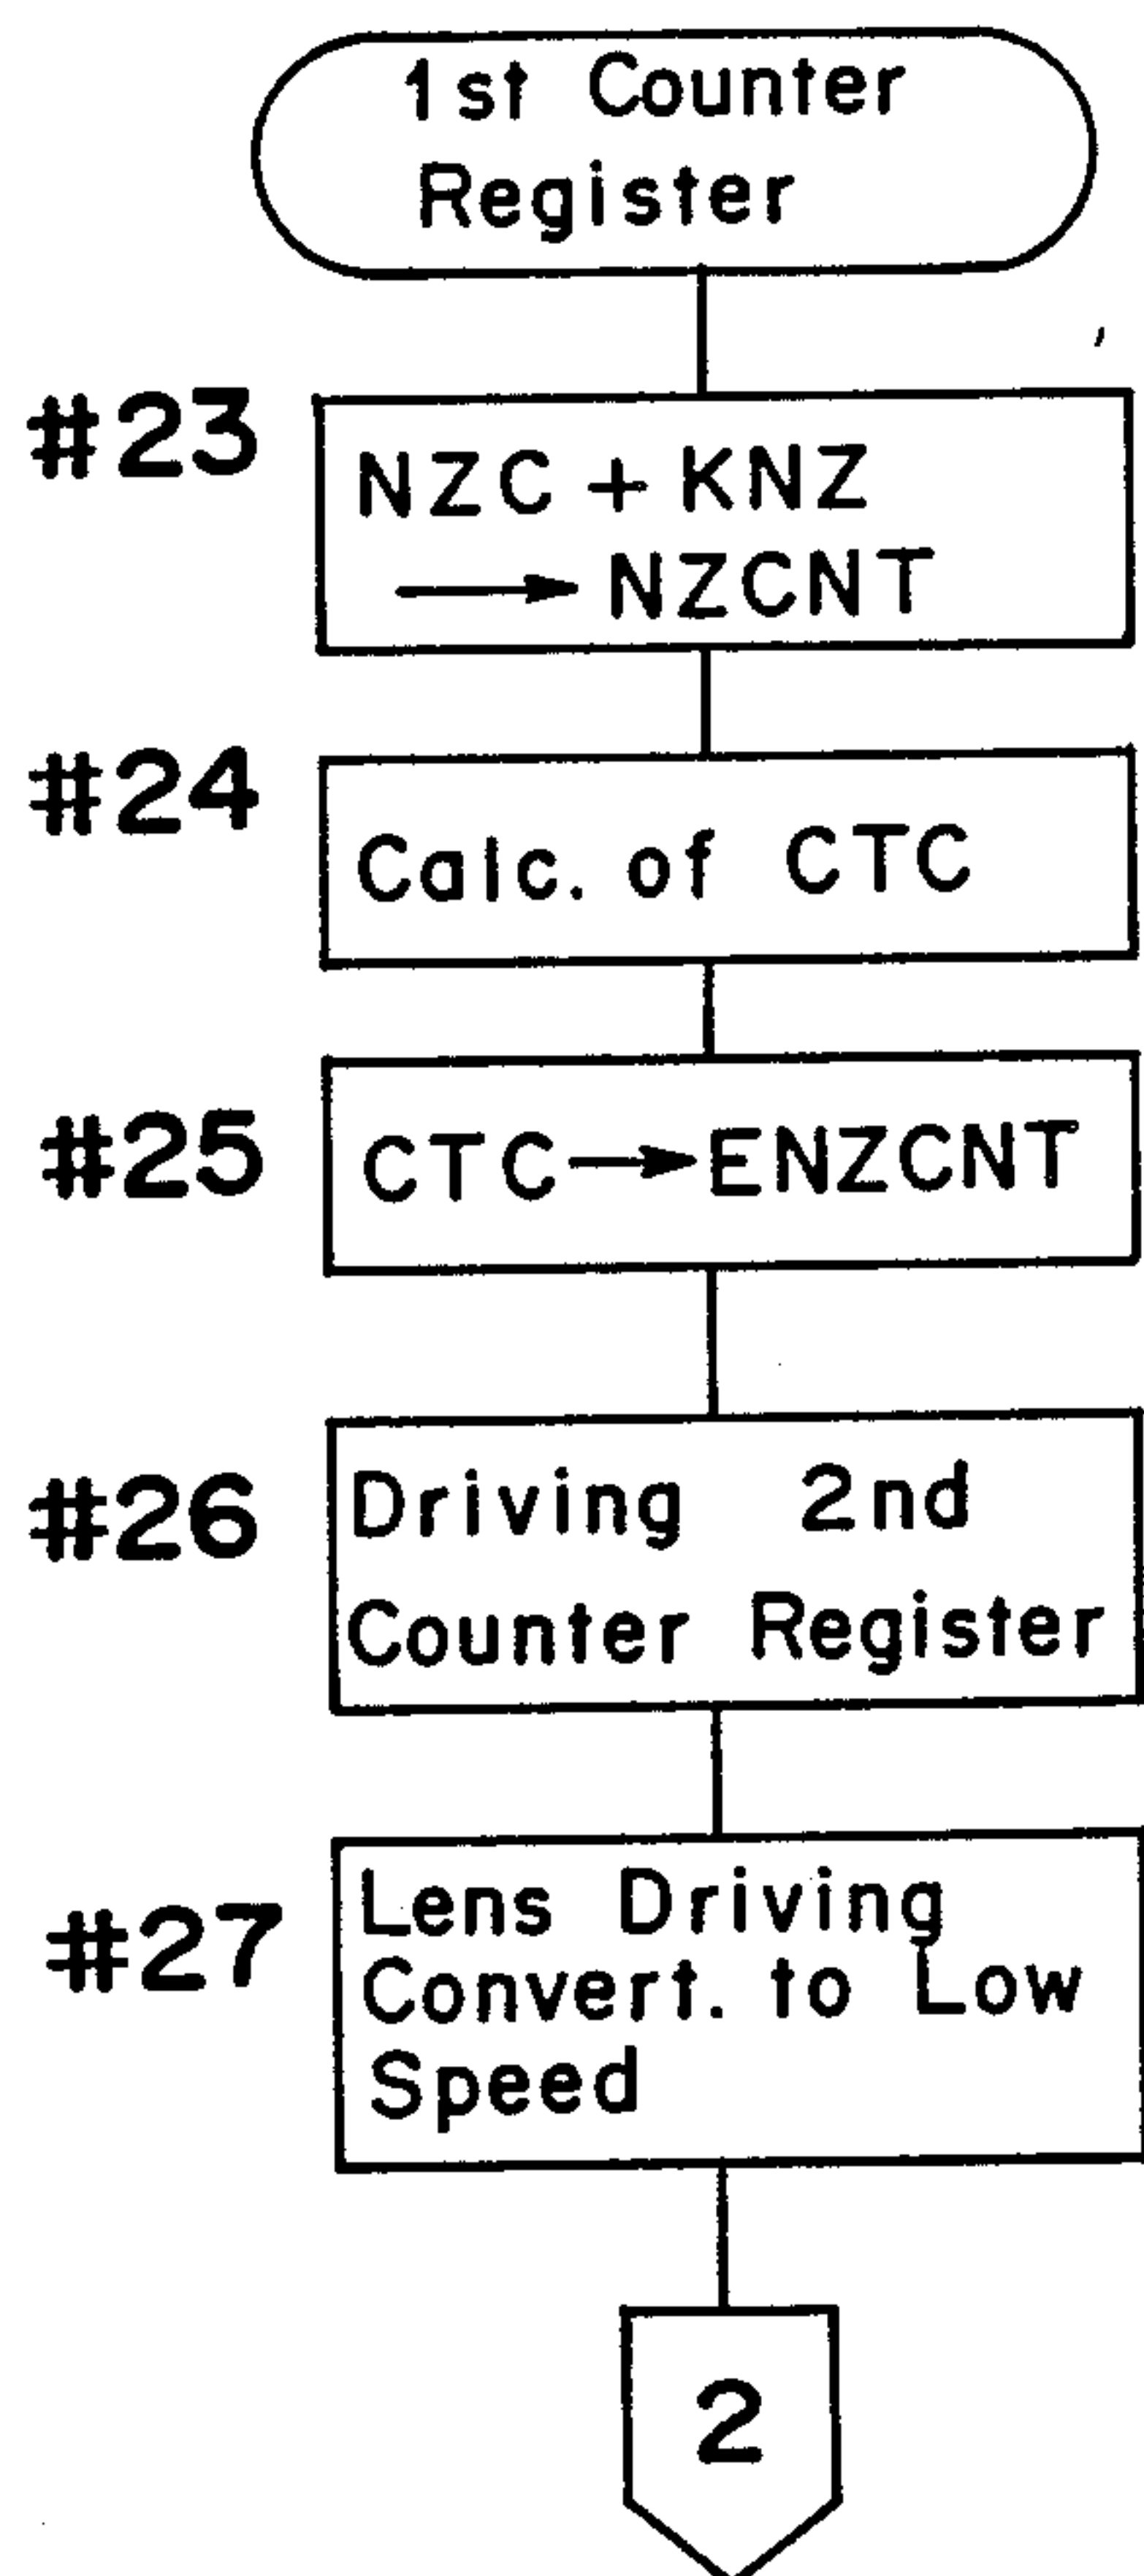 1st Counter
Register
#23
NZC + KNZ
→ NZCNT
#24
Calc. of CTC
#25
CTC → ENZCNT
#26
Driving 2nd
Counter Register
#27
Lens Driving
Convert. to Low
Speed
2